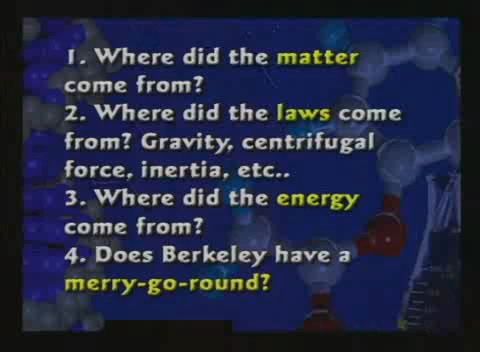 1. Where did the matter
come from?
2. Where did the laws come
from? Gravity, centrifugal
force, inertia, etc..
3. Where did the energy
come from?
4. Does Berkeley have a
merry-go-round?